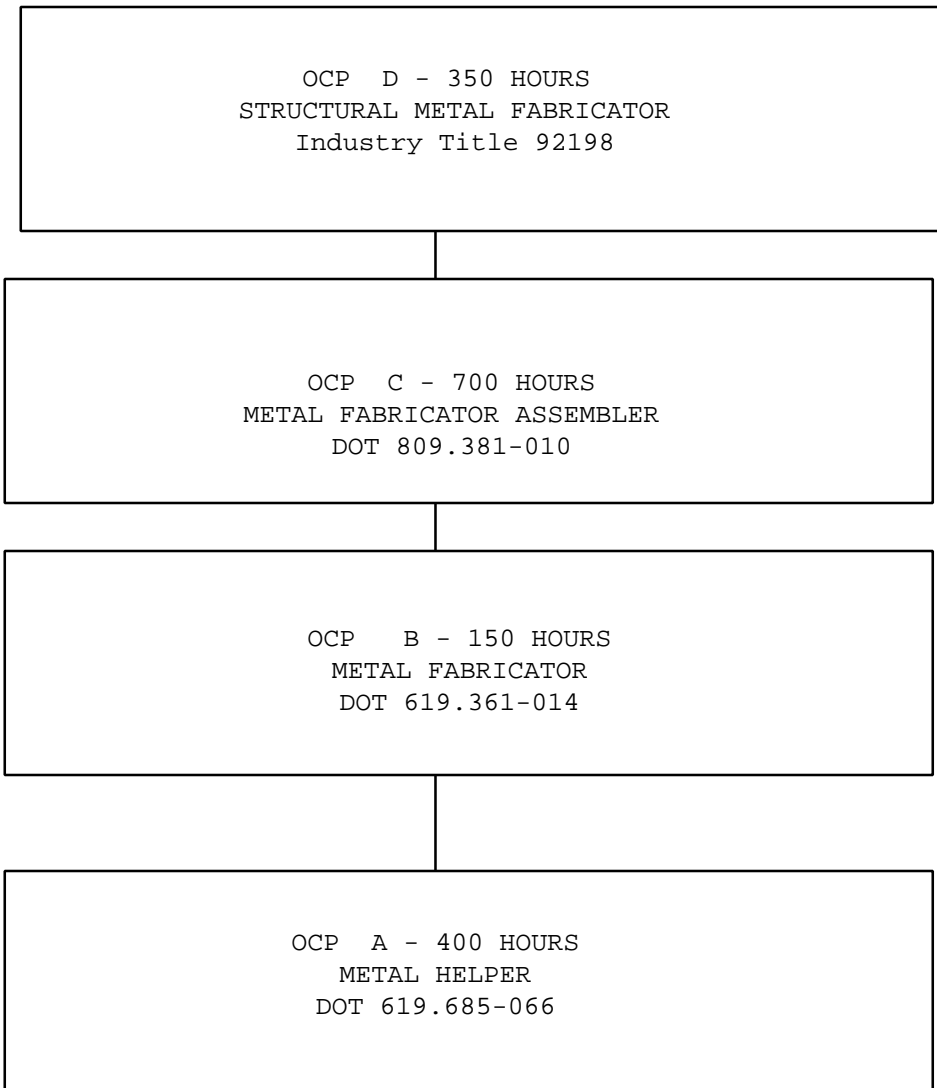 OCP D - 350 HOURS
STRUCTURAL METAL FABRICATOR
Industry Title 92198
OCP C - 700 HOURS
METAL FABRICATOR ASSEMBLER
DOT 809.381-010
OCP B - 150 HOURS
METAL FABRICATOR
DOT 619.361-014
OCP A - 400 HOURS
METAL HELPER
DOT 619.685-066